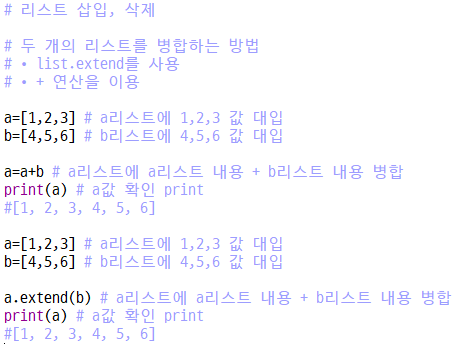 # 리스트 삽입, 삭제
# 두 개의 리스트를 병합하는 방법
# • list.extend를 사용
# • + 연산을 이용
a=[1,2,3] # a리스트에 1,2,3 값 대입
b=[4,5,6] # b리스트에 4,5,6 값 대입
a=a+b # a리스트에 a리스트 내용 + b리스트 내용 병합
print(a) # a값 확인 print
#[1, 2, 3, 4, 5, 6]
a=[1,2,3] # a리스트에 1,2,3 값 대입
b=[4,5,6] # b리스트에 4,5,6 값 대입
a.extend(b) # a리스트에 a리스트 내용 + b리스트 내용 병합
print(a) # a값 확인 print
#[1, 2, 3, 4, 5, 6]